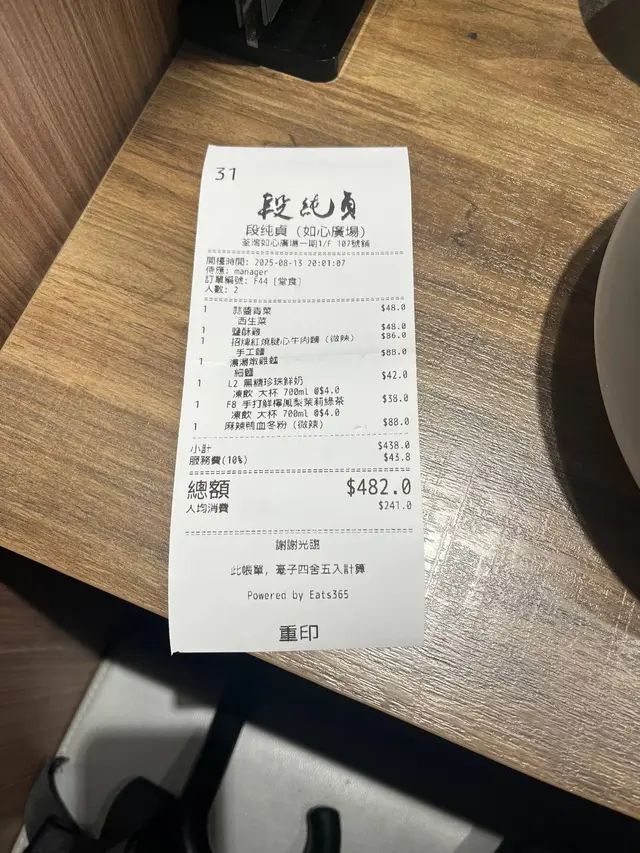 31
段純貞
段純貞 (如心廣場)
荃灣如心廣場一期1/F 107號舖
開檯時間: 2025-08-13 20:01:07
侍應: manager
訂單編號: F44 [堂食]
人數: 2
1 蒜醬青菜 $48.0
西生菜
1 鹽酥雞 $48.0
1 招牌紅燒腱心牛肉麵 (微辣) $86.0
手工麵
1 濃湯燉雞麵 $88.0
細麵
1 L2 黑糖珍珠鮮奶 $42.0
凍飲 大杯 700ml @$4.0
1 F8 手打鮮檸鳳梨茉莉綠茶 $38.0
凍飲 大杯 700ml @$4.0
1 麻辣鴨血冬粉 (微辣) $88.0
小計 $438.0
服務費(10%) $43.8
總額 $482.0
人均消費 $241.0
謝謝光臨
此帳單, 毫子四舍五入計算
Powered by Eats365
重印